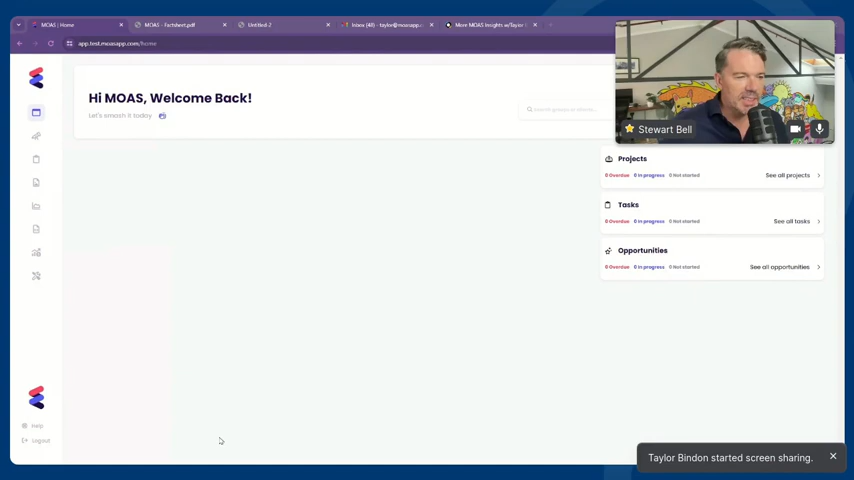 MOAS | Home
MOAS - Factsheet.pdf
Untitled-2
Inbox (48) - taylor@moasapp.c
More MOAS Insights w/Taylor
app.test.moasapp.com/home
Hi MOAS, Welcome Back!
Let's smash it today
Stewart Bell
Projects
0 Overdue 0 In progress 0 Not started
See all projects
Tasks
0 Overdue 0 In progress 0 Not started
See all tasks
Opportunities
0 Overdue 0 In progress 0 Not started
See all opportunities
Help
Logout
Taylor Bindon started screen sharing.